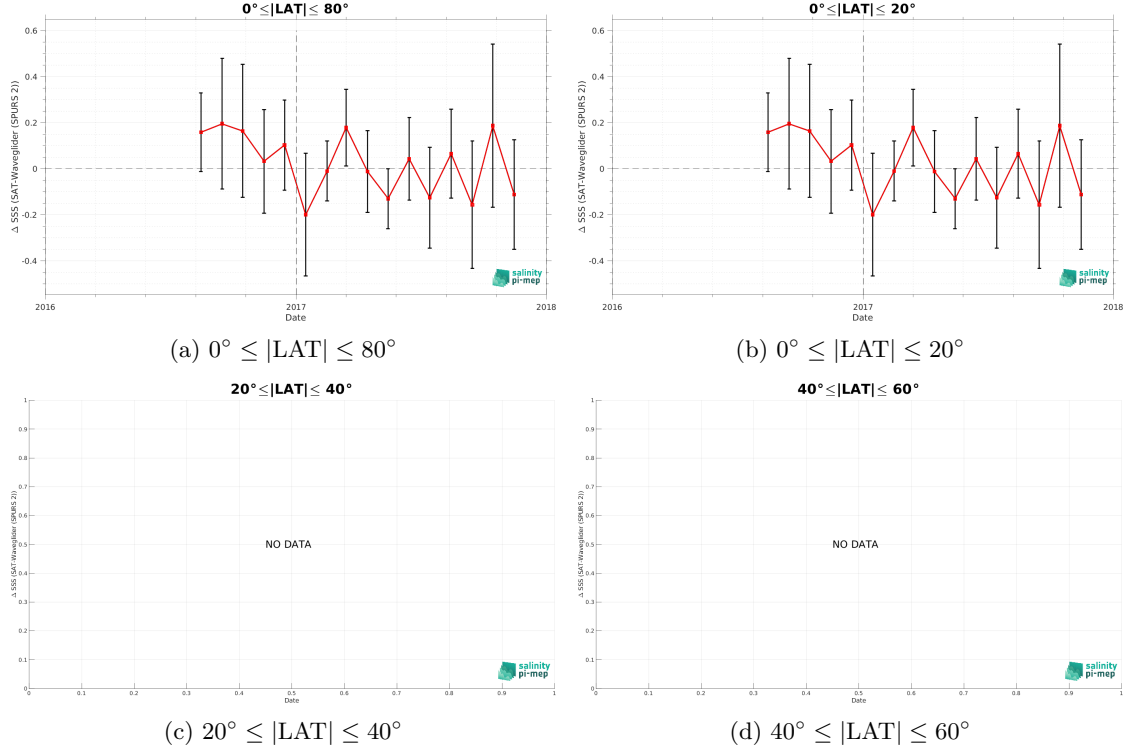 0°≤|LAT|≤ 80°
Δ SSS (SAT-Waveglider (SPURS 2))
0.6
0.4
0.2
0
-0.2
-0.4
2016
2017
2018
Date
salinity
pi-mep
(a) 0° ≤ |LAT| ≤ 80°
0°≤|LAT|≤ 20°
Δ SSS (SAT-Waveglider (SPURS 2))
0.6
0.4
0.2
0
-0.2
-0.4
2016
2017
2018
Date
salinity
pi-mep
(b) 0° ≤ |LAT| ≤ 20°
20°≤|LAT|≤ 40°
Δ SSS (SAT-Waveglider (SPURS 2))
1
0.9
0.8
0.7
0.6
0.5
0.4
0.3
0.2
0.1
0
NO DATA
0 0.1 0.2 0.3 0.4 0.5 0.6 0.7 0.8 0.9 1
Date
salinity
pi-mep
(c) 20° ≤ |LAT| ≤ 40°
40°≤|LAT|≤ 60°
Δ SSS (SAT-Waveglider (SPURS 2))
1
0.9
0.8
0.7
0.6
0.5
0.4
0.3
0.2
0.1
0
NO DATA
0 0.1 0.2 0.3 0.4 0.5 0.6 0.7 0.8 0.9 1
Date
salinity
pi-mep
(d) 40° ≤ |LAT| ≤ 60°